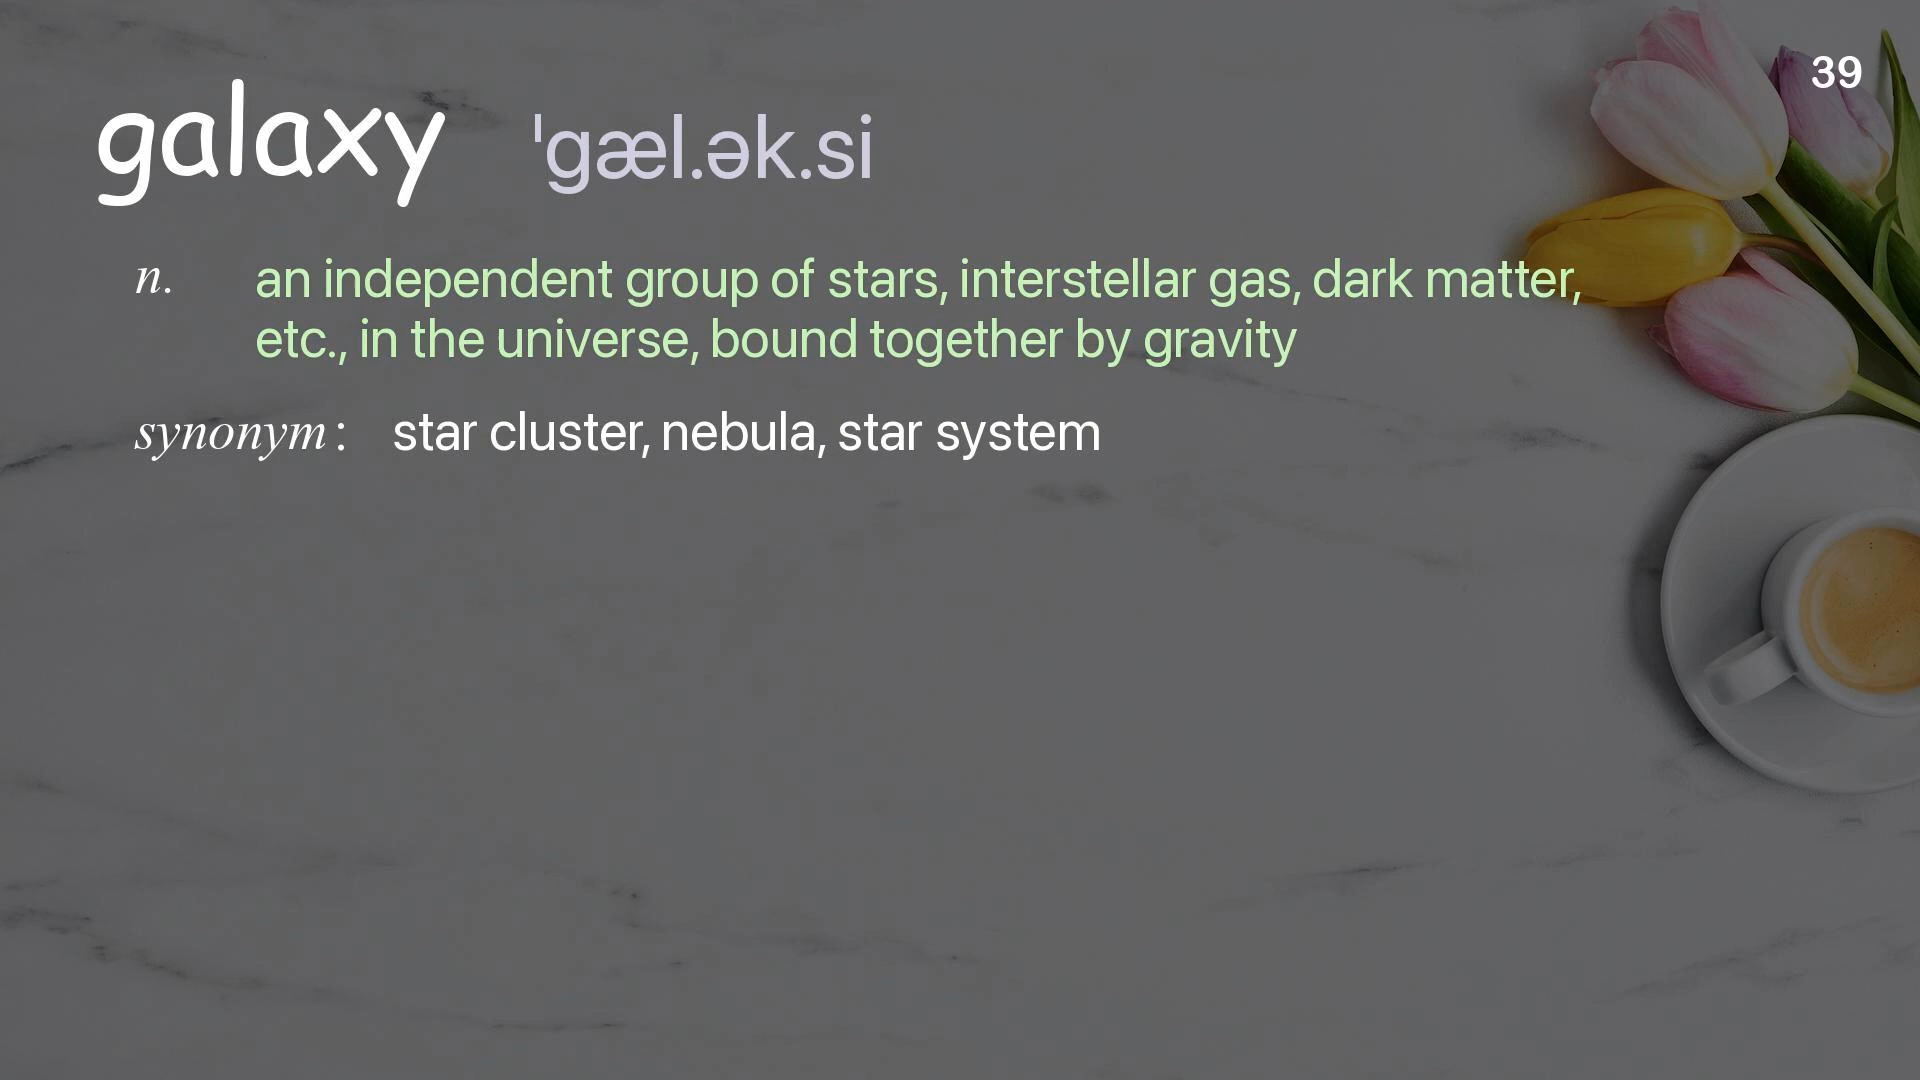 39
galaxy ˈgæl.ək.si
n. an independent group of stars, interstellar gas, dark matter,
etc., in the universe, bound together by gravity
synonym: star cluster, nebula, star system